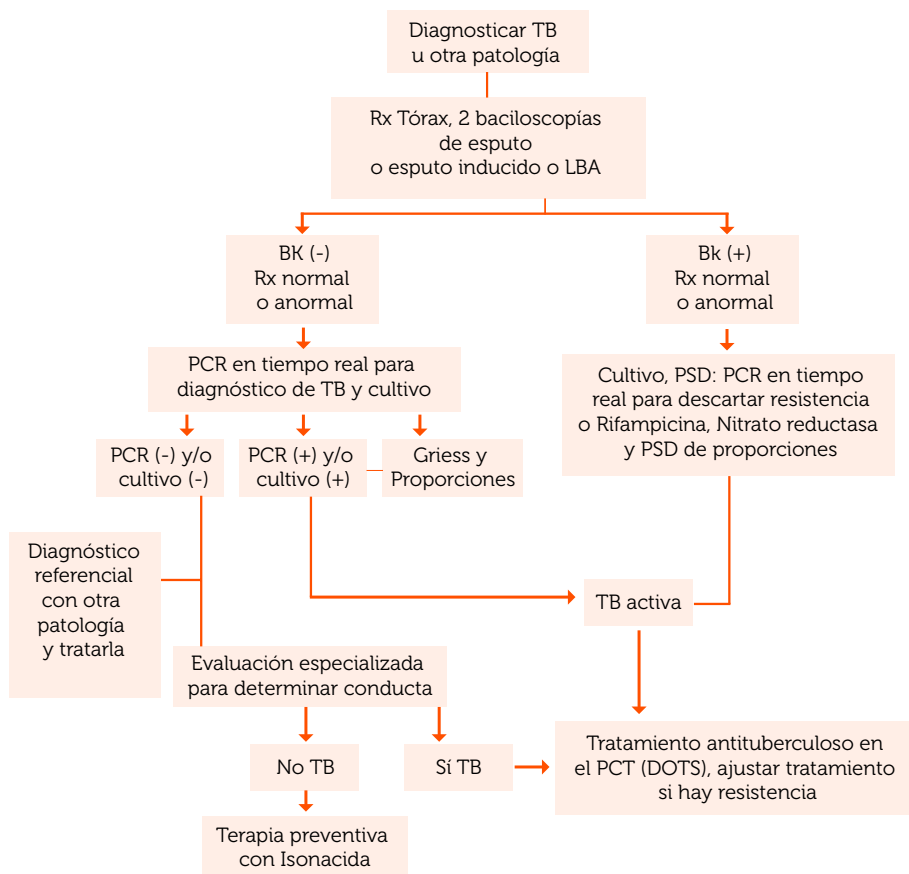 Diagnosticar TB
u otra patología
Rx Tórax, 2 baciloscopías
de esputo
o esputo inducido o LBA
BK (-)
Rx normal
o anormal
Bk (+)
Rx normal
o anormal
PCR en tiempo real para
diagnóstico de TB y cultivo
Cultivo, PSD: PCR en tiempo
real para descartar resistencia
o Rifampicina, Nitrato reductasa
y PSD de proporciones
PCR (-) y/o
cultivo (-)
PCR (+) y/o
cultivo (+)
Griess y
Proporciones
Diagnóstico
referencial
con otra
patología
y tratarla
TB activa
Evaluación especializada
para determinar conducta
No TB
Sí TB
Tratamiento antituberculoso en
el PCT (DOTS), ajustar tratamiento
si hay resistencia
Terapia preventiva
con Isonacida